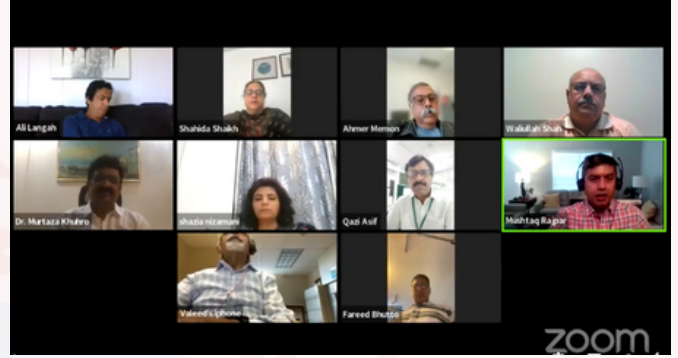 Ali Langah
Shahida Shaikh
Ahmer Memon
Waliullah Shah
Dr. Murtaza Khuhro
shazia nizamani
Qazi Asif
Mushtaq Rajpar
Valeed's iphone
Fareed Bhutto
zoom